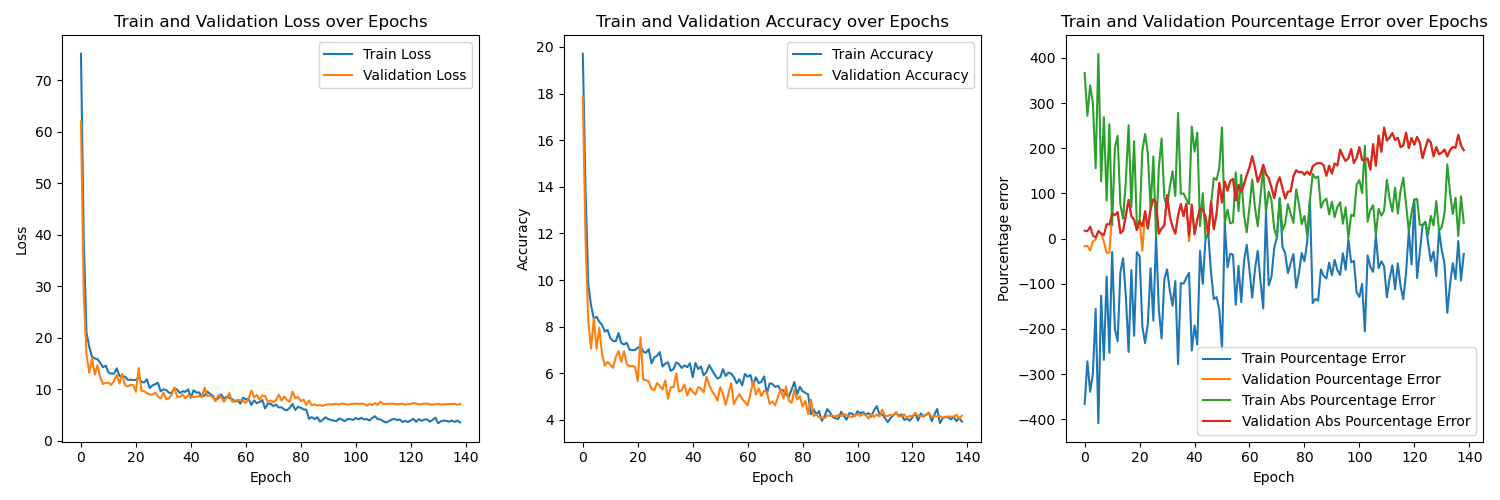 Train and Validation Loss over Epochs
Train Loss
Validation Loss
70
60
50
40
30
20
10
0
Loss
0 20 40 60 80 100 120 140
Epoch
Train and Validation Accuracy over Epochs
Train Accuracy
Validation Accuracy
20
18
16
14
12
10
8
6
4
Accuracy
0 20 40 60 80 100 120 140
Epoch
Train and Validation Pourcentage Error over Epochs
400
300
200
100
0
−100
−200
−300
−400
Pourcentage error
Train Pourcentage Error
Validation Pourcentage Error
Train Abs Pourcentage Error
Validation Abs Pourcentage Error
0 20 40 60 80 100 120 140
Epoch